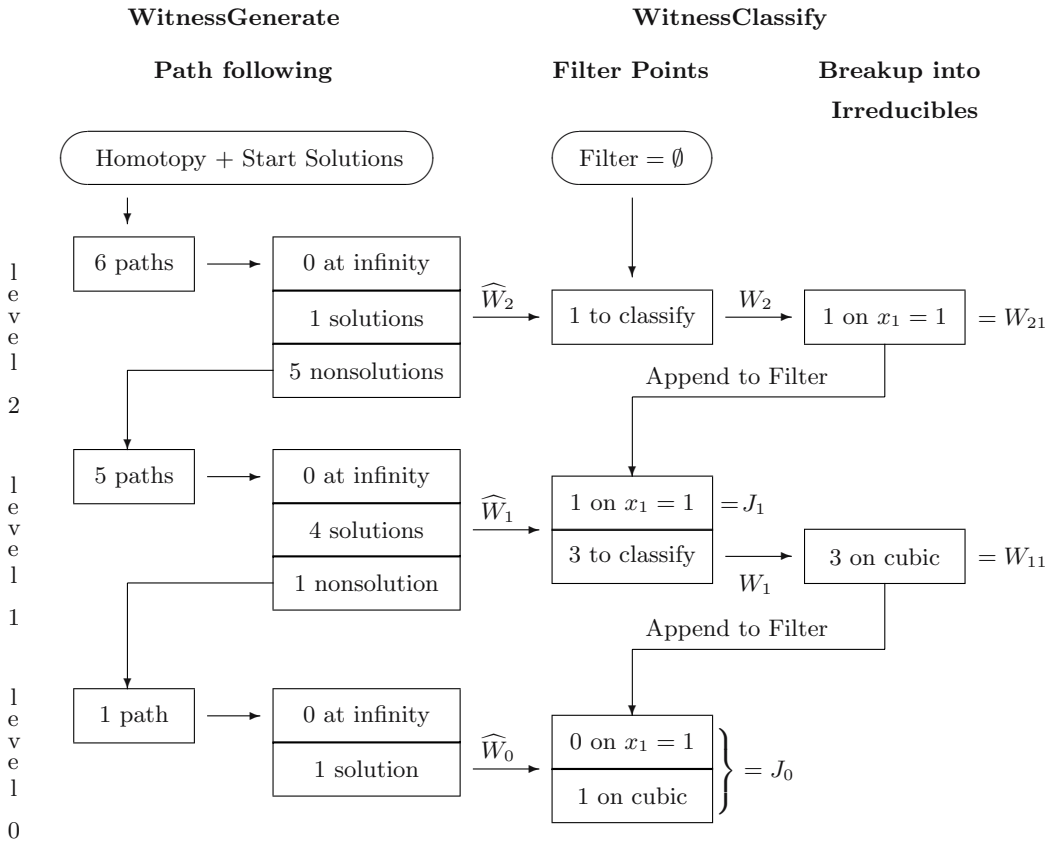 WitnessGenerate WitnessClassify
Path following Filter Points Breakup into
Irreducibles
Homotopy + Start Solutions Filter = ∅
level 2
6 paths 0 at infinity
1 solutions Ŵ₂ 1 to classify W₂ 1 on x₁ = 1 = W₂₁
5 nonsolutions
Append to Filter
level 1
5 paths 0 at infinity
4 solutions Ŵ₁ 1 on x₁ = 1 = J₁
1 nonsolution 3 to classify W₁ 3 on cubic = W₁₁
Append to Filter
level 0
1 path 0 at infinity
1 solution Ŵ₀ 0 on x₁ = 1
1 on cubic = J₀